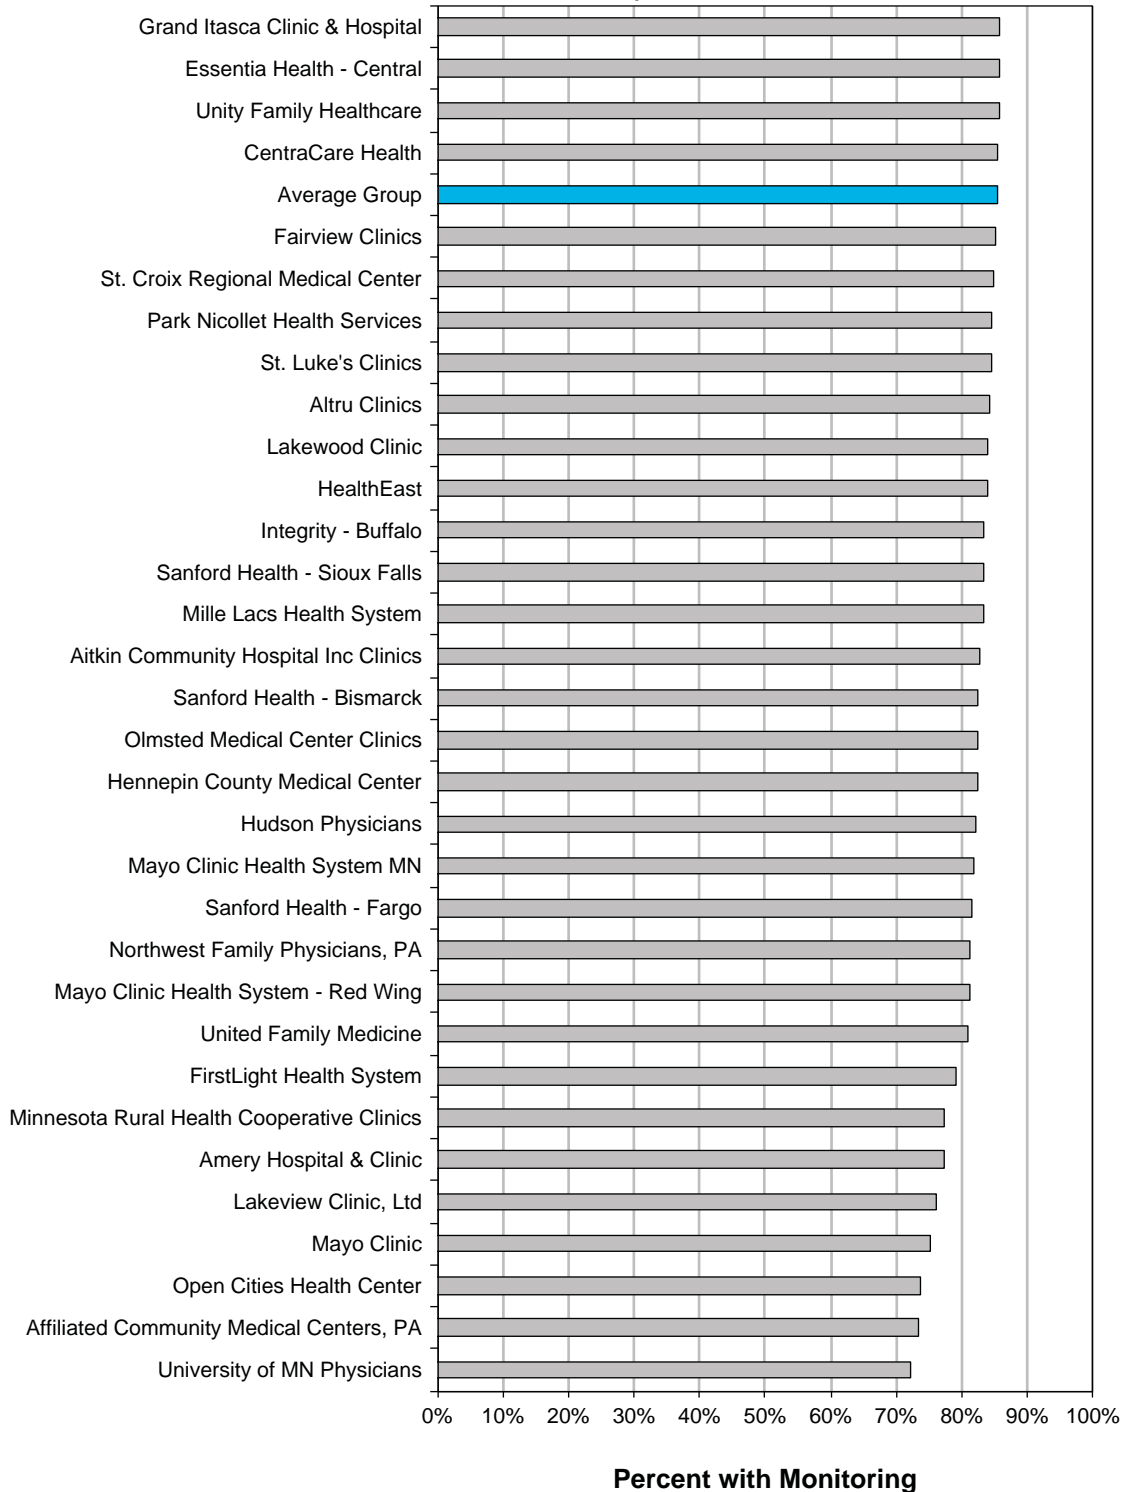 Grand Itasca Clinic & Hospital
Essentia Health - Central
Unity Family Healthcare
CentraCare Health
Average Group
Fairview Clinics
St. Croix Regional Medical Center
Park Nicollet Health Services
St. Luke's Clinics
Altru Clinics
Lakewood Clinic
HealthEast
Integrity - Buffalo
Sanford Health - Sioux Falls
Mille Lacs Health System
Aitkin Community Hospital Inc Clinics
Sanford Health - Bismarck
Olmsted Medical Center Clinics
Hennepin County Medical Center
Hudson Physicians
Mayo Clinic Health System MN
Sanford Health - Fargo
Northwest Family Physicians, PA
Mayo Clinic Health System - Red Wing
United Family Medicine
FirstLight Health System
Minnesota Rural Health Cooperative Clinics
Amery Hospital & Clinic
Lakeview Clinic, Ltd
Mayo Clinic
Open Cities Health Center
Affiliated Community Medical Centers, PA
University of MN Physicians
0% 10% 20% 30% 40% 50% 60% 70% 80% 90% 100%
Percent with Monitoring